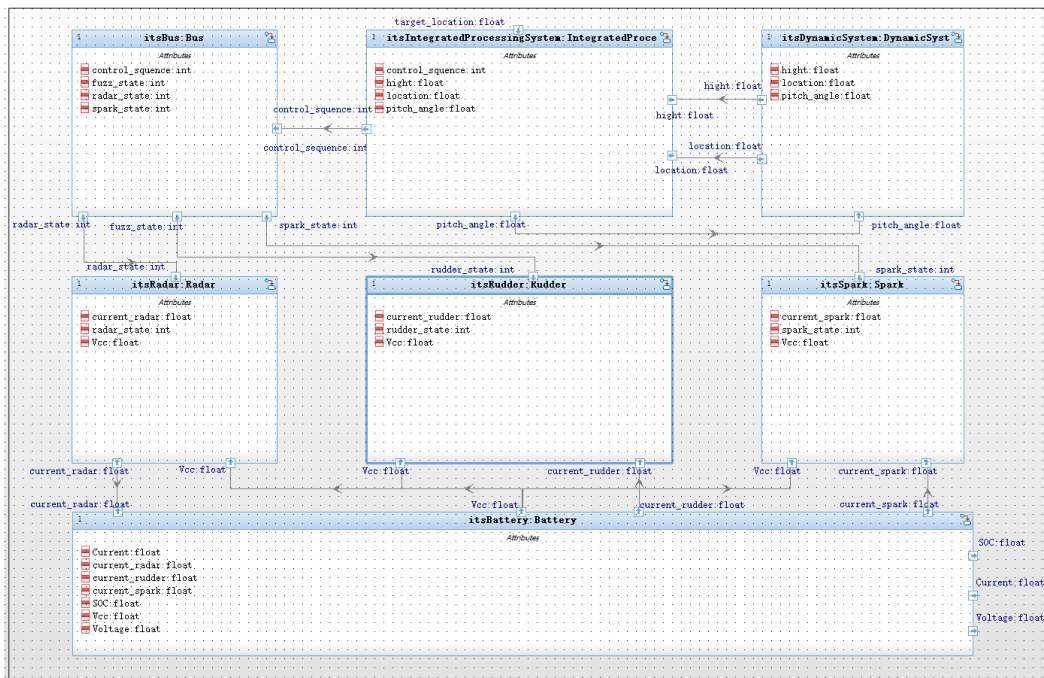 target_location:float
1 itsBus:Bus
Attributes
control_squence:int
fuzz_state:int
radar_state:int
spark_state:int
1 itsIntegratedProcessingSystem:IntegratedProce
Attributes
control_squence:int
hight:float
location:float
pitch_angle:float
1 itsDynamicSystem:DynamicSyst
Attributes
hight:float
location:float
pitch_angle:float
hight:float
control_squence:int
hight:float
control_sequence:int
location:float
location:float
radar_state:int
fuzz_state:int
spark_state:int
pitch_angle:float
pitch_angle:float
radar_state:int
rudder_state:int
spark_state:int
1 itsRadar:Radar
Attributes
current_radar:float
radar_state:int
Vcc:float
1 itsRudder:Rudder
Attributes
current_rudder:float
rudder_state:int
Vcc:float
1 itsSpark:Spark
Attributes
current_spark:float
spark_state:int
Vcc:float
current_radar:float
Vcc:float
Vcc:float
current_rudder:float
Vcc:float
current_spark:float
current_radar:float
Vcc:float
current_rudder:float
current_spark:float
1 itsBattery:Battery
Attributes
Current:float
current_radar:float
current_rudder:float
current_spark:float
SOC:float
Vcc:float
Voltage:float
SOC:float
Current:float
Voltage:float